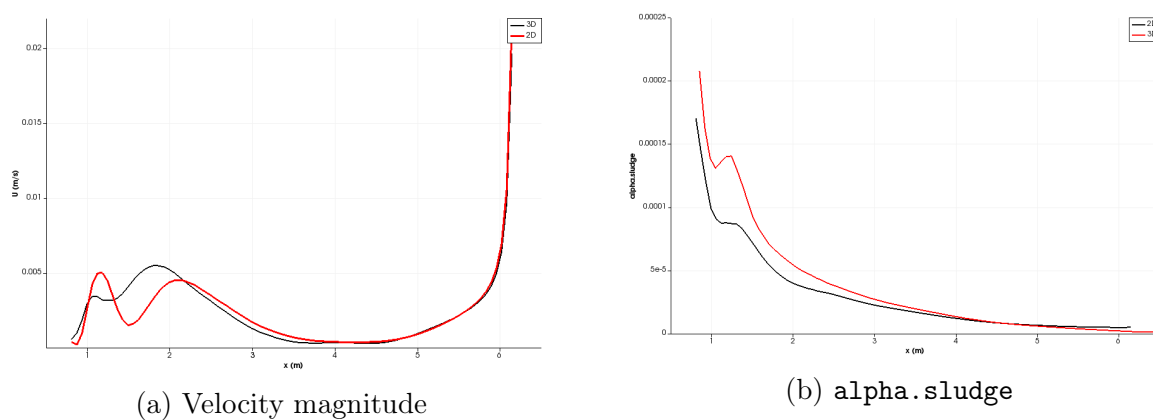 3D
2D
0.02
0.015
0.01
0.005
U (m/s)
1
2
3
4
5
6
x (m)
(a) Velocity magnitude
0.00025
0.0002
0.00015
0.0001
5e-5
0
alpha.sludge
1
2
3
4
5
6
x (m)
(b) alpha.sludge